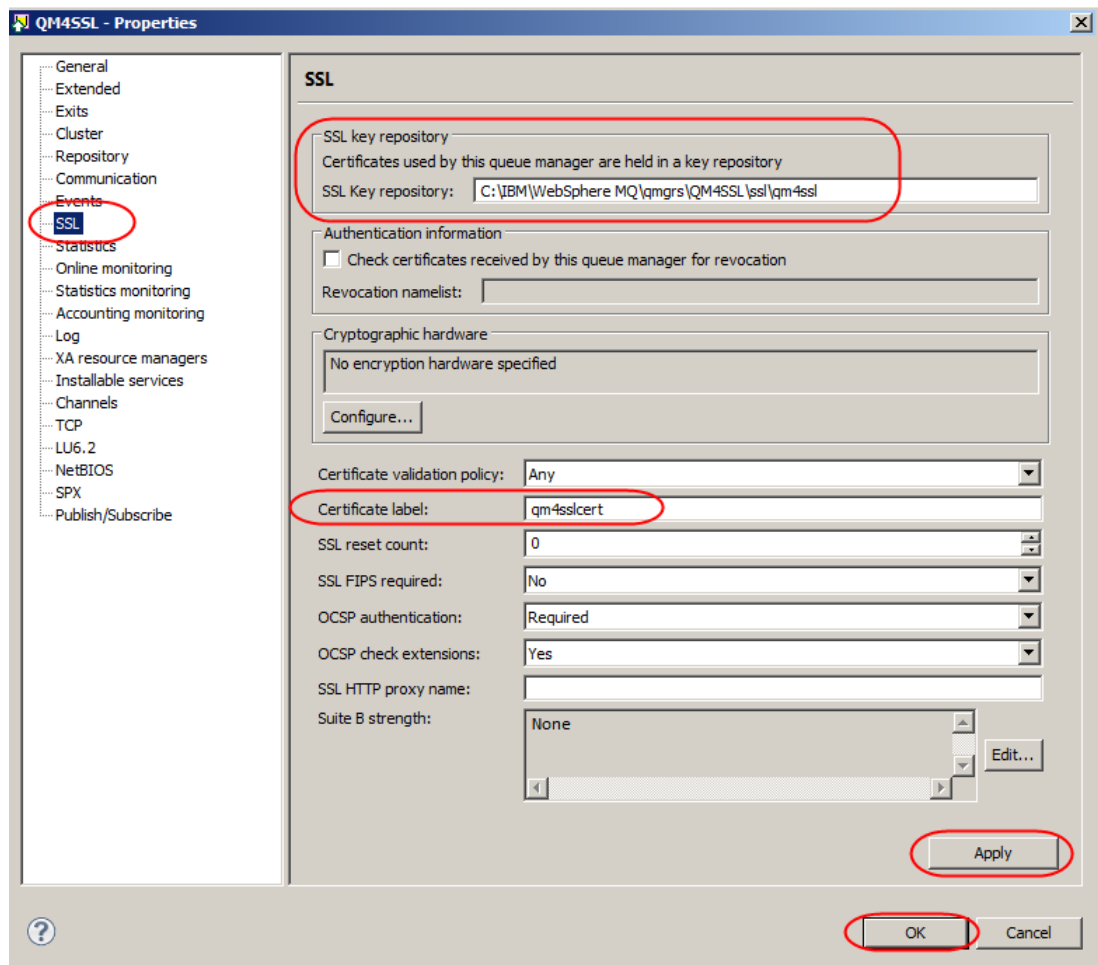 QM4SSL - Properties
General
Extended
Exits
Cluster
Repository
Communication
Events
SSL
Statistics
Online monitoring
Statistics monitoring
Accounting monitoring
Log
XA resource managers
Installable services
Channels
TCP
LU6.2
NetBIOS
SPX
Publish/Subscribe
SSL
SSL key repository
Certificates used by this queue manager are held in a key repository
SSL Key repository: C:\IBM\WebSphere MQ\qmgrs\QM4SSL\ssl\qm4ssl
Authentication information
Check certificates received by this queue manager for revocation
Revocation namelist:
Cryptographic hardware
No encryption hardware specified
Configure...
Certificate validation policy: Any
Certificate label: qm4sslcert
SSL reset count: 0
SSL FIPS required: No
OCSP authentication: Required
OCSP check extensions: Yes
SSL HTTP proxy name:
Suite B strength: None
Edit...
Apply
? OK Cancel